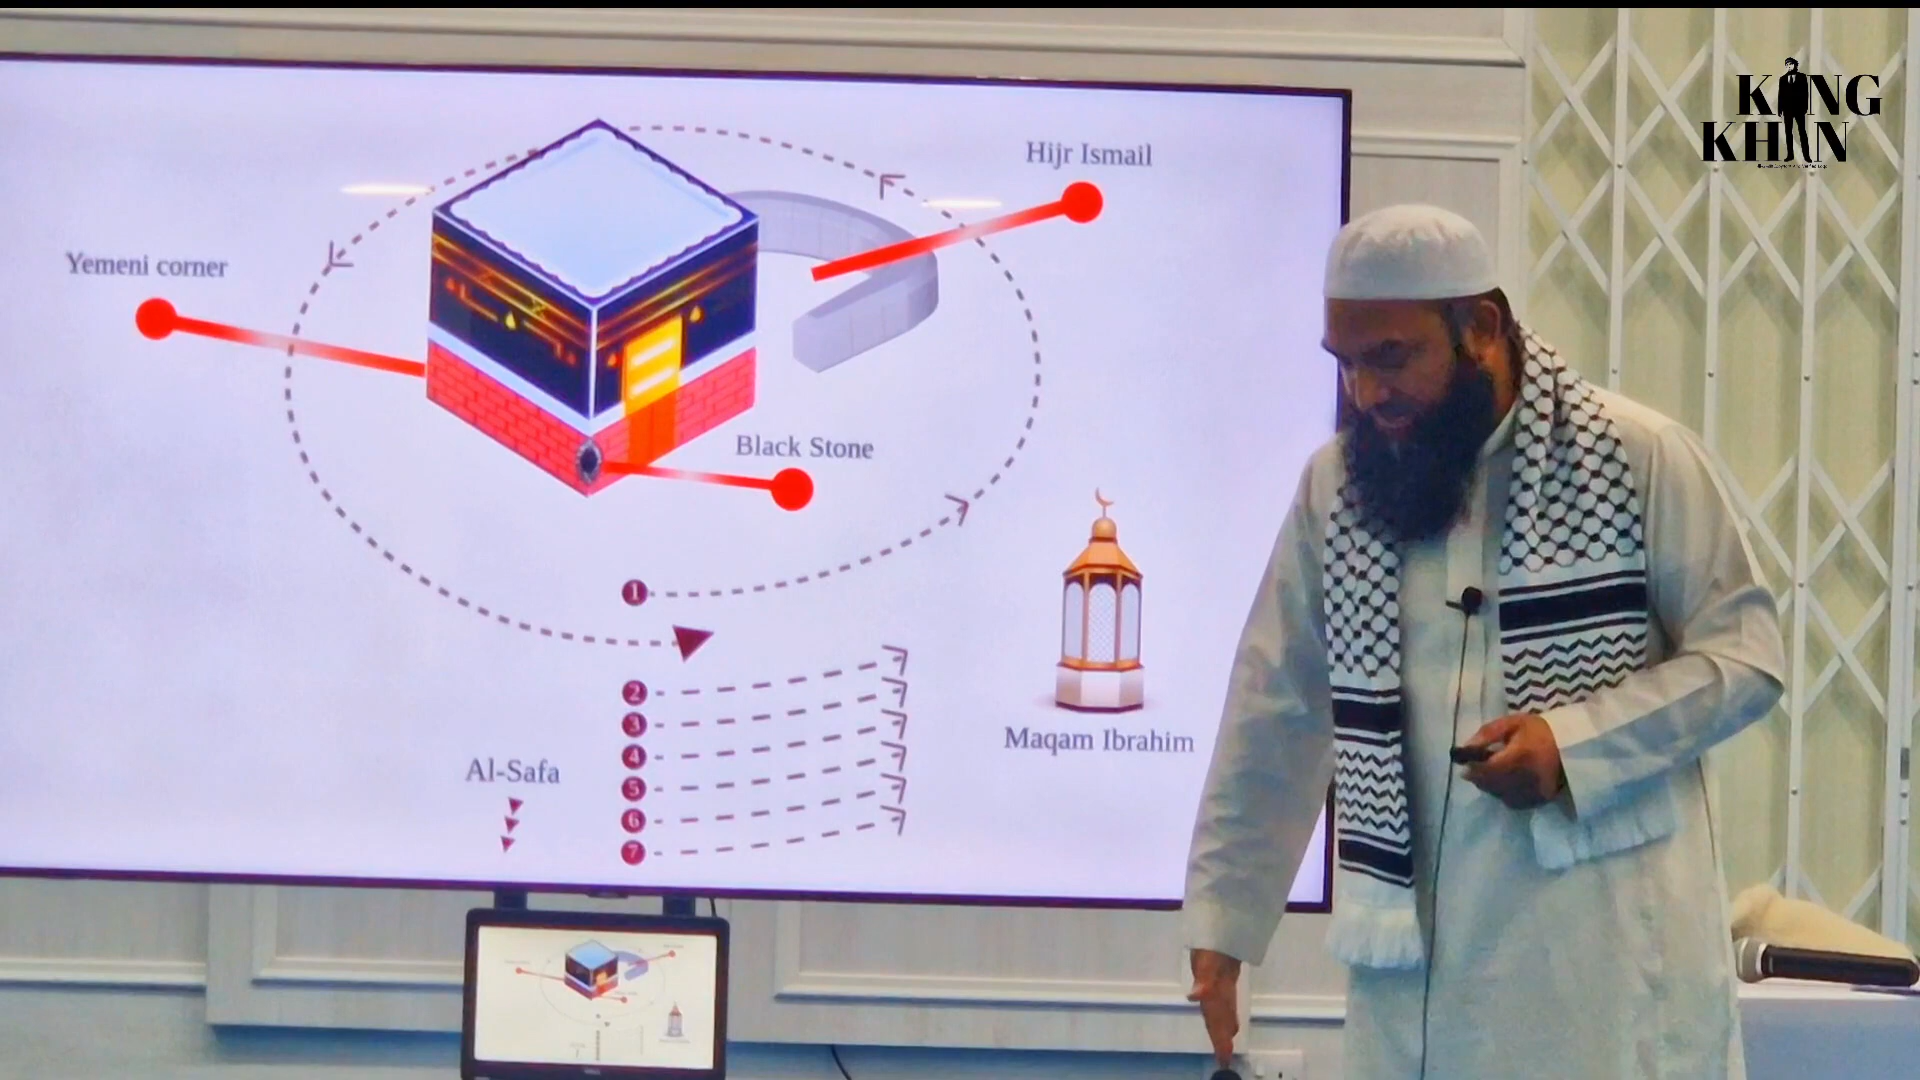 KING
KHAN
Hijr Ismail
Yemeni corner
Black Stone
1
2
3
4
5
6
7
Al-Safa
Maqam Ibrahim